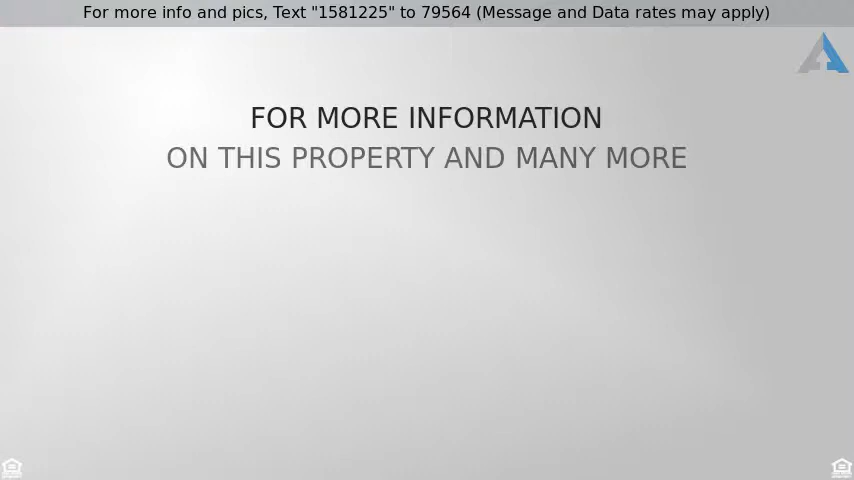 For more info and pics, Text "1581225" to 79564 (Message and Data rates may apply)
FOR MORE INFORMATION
ON THIS PROPERTY AND MANY MORE